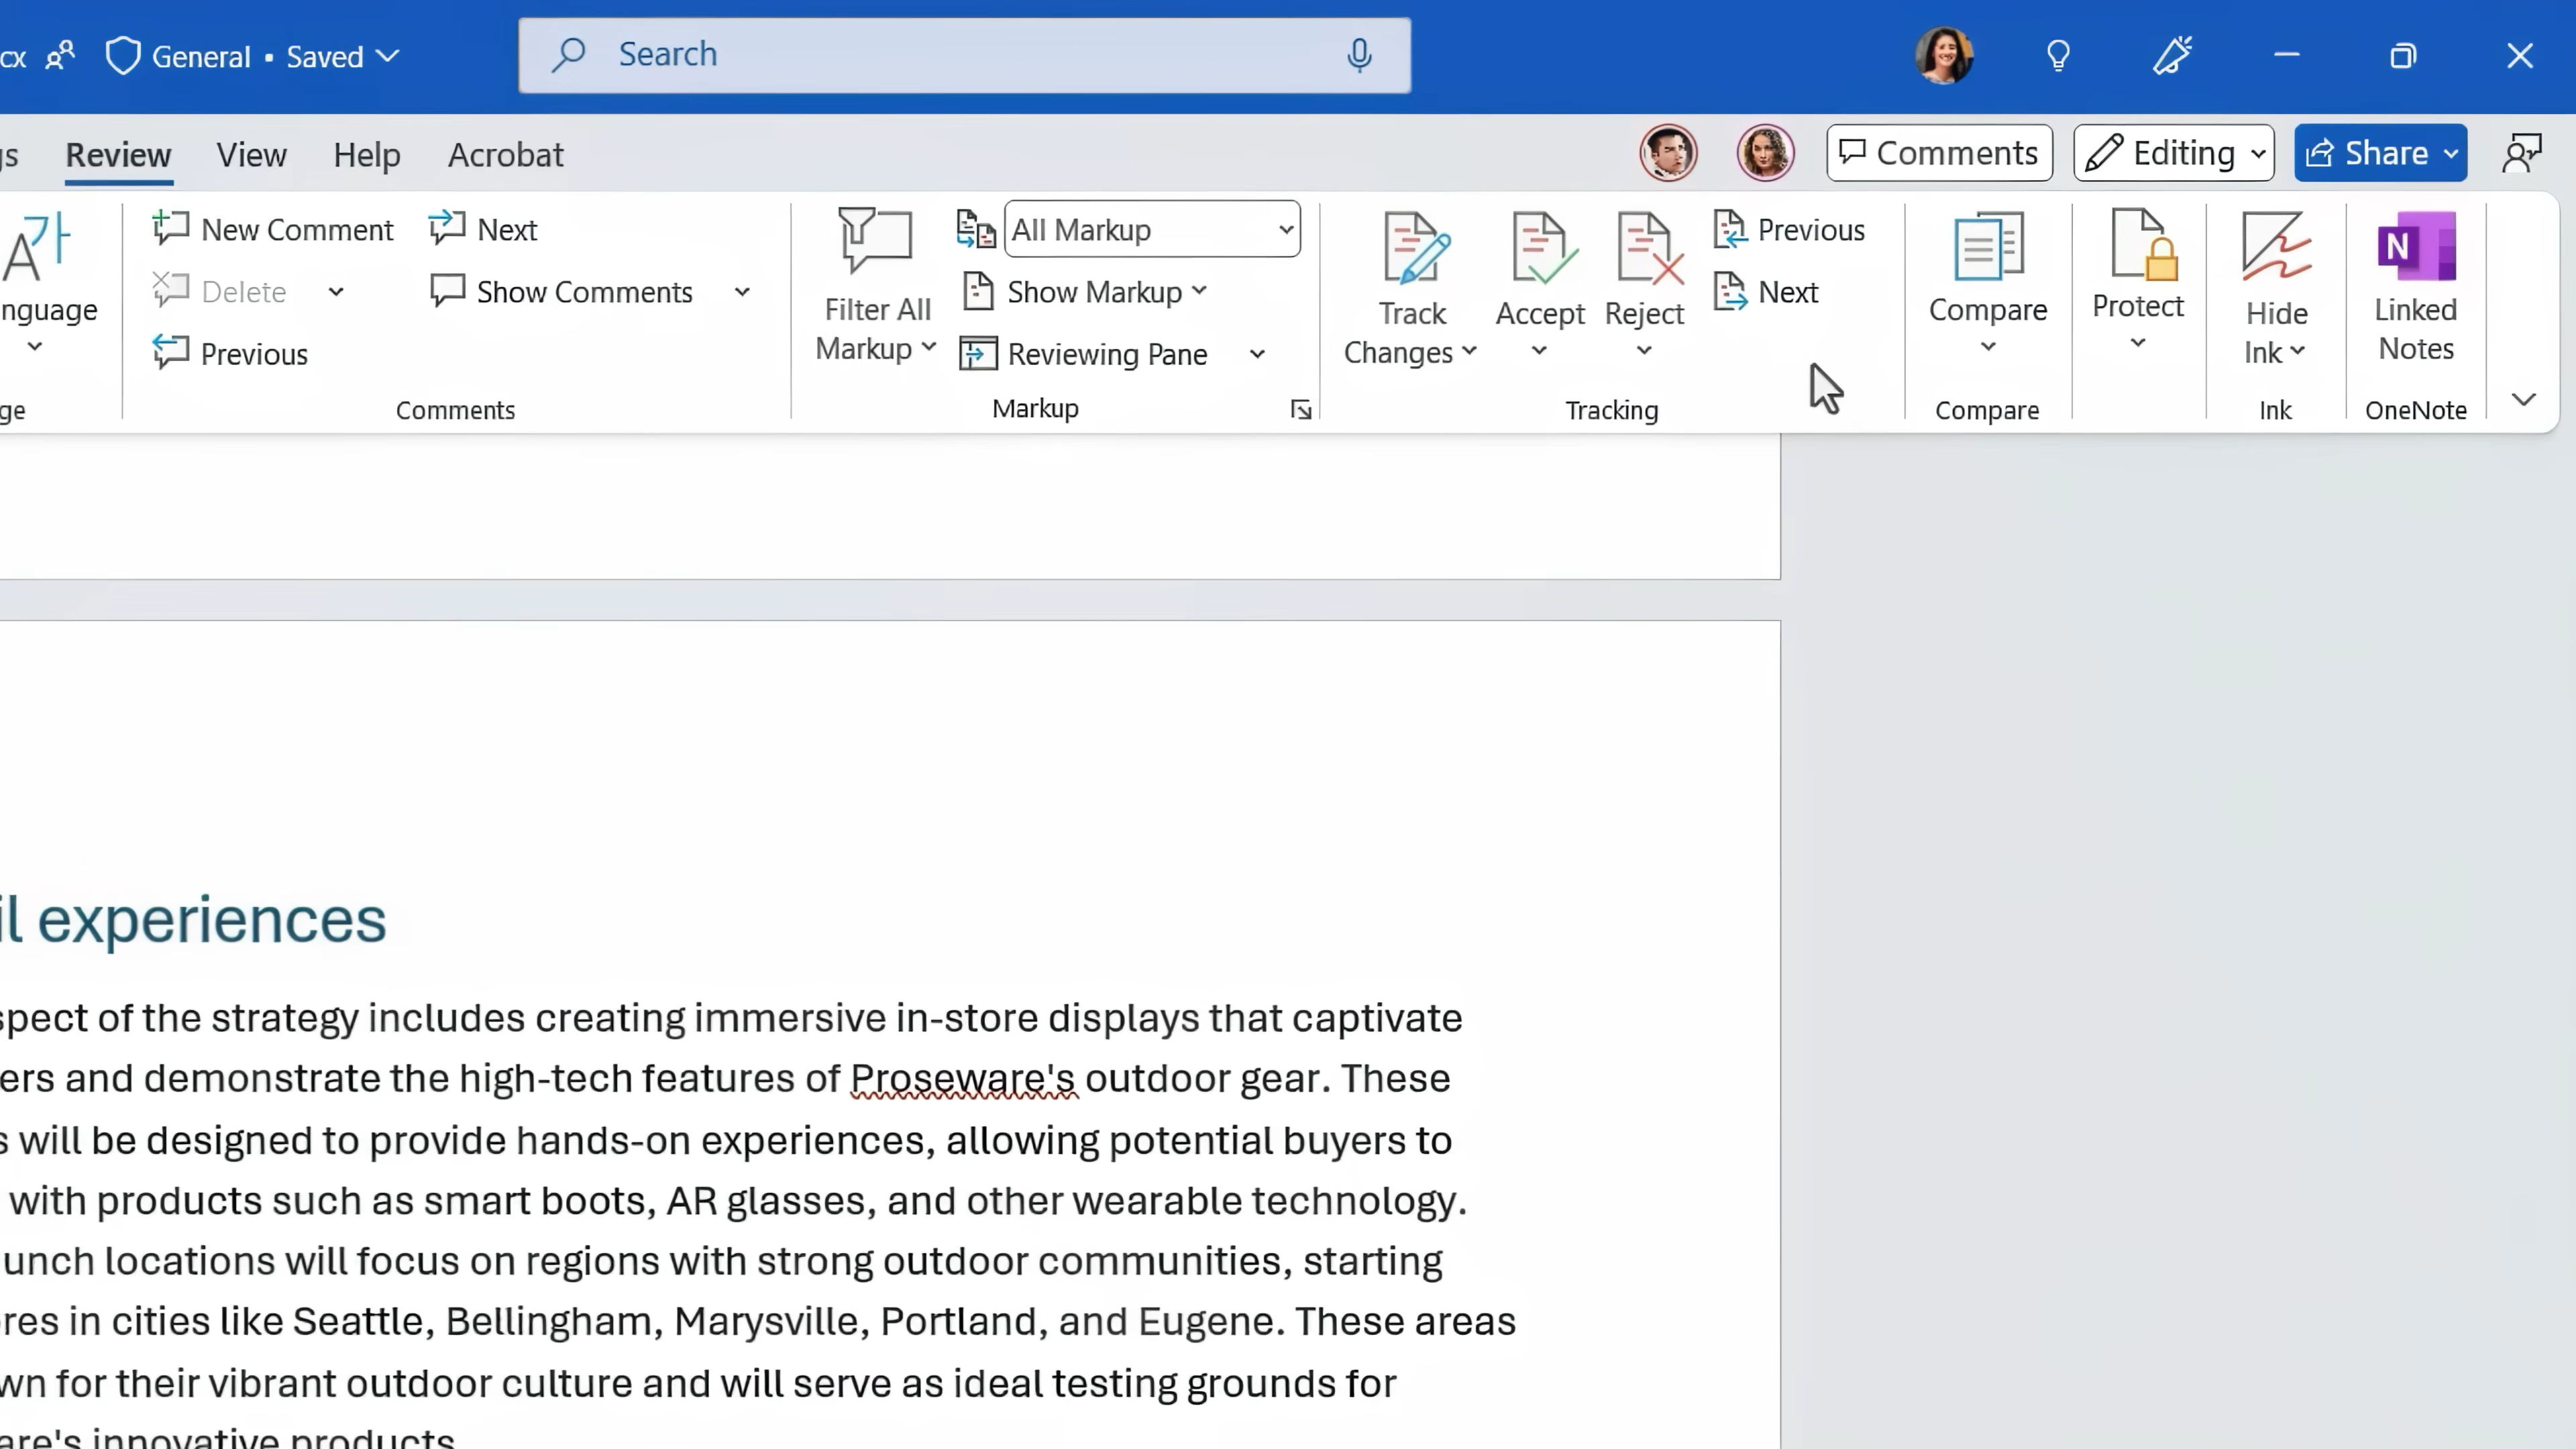 cx General • Saved Search
gs Review View Help Acrobat Comments Editing Share
nguage
New Comment Next
Delete Show Comments
Previous
Filter All Markup
All Markup
Show Markup
Reviewing Pane
Track Changes
Accept
Reject
Previous
Next
Compare
Protect
Hide Ink
N
Linked Notes
ge Comments Markup Tracking Compare Ink OneNote
il experiences
spect of the strategy includes creating immersive in-store displays that captivate
ers and demonstrate the high-tech features of Proseware's outdoor gear. These
s will be designed to provide hands-on experiences, allowing potential buyers to
with products such as smart boots, AR glasses, and other wearable technology.
unch locations will focus on regions with strong outdoor communities, starting
ores in cities like Seattle, Bellingham, Marysville, Portland, and Eugene. These areas
wn for their vibrant outdoor culture and will serve as ideal testing grounds for
are's innovative products.